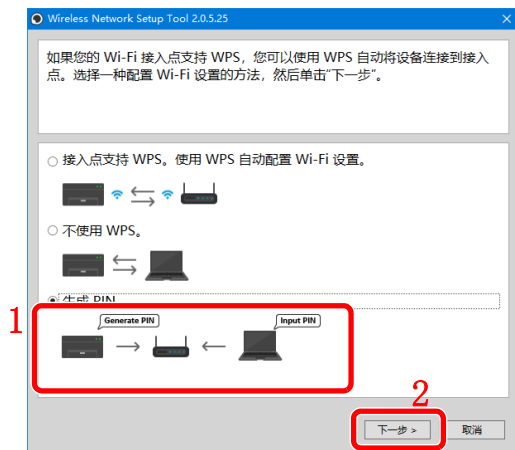 Wireless Network Setup Tool 2.0.5.25
如果您的 Wi-Fi 接入点支持 WPS，您可以使用 WPS 自动将设备连接到接入
点。选择一种配置 Wi-Fi 设置的方法，然后单击“下一步”。
接入点支持 WPS。使用 WPS 自动配置 Wi-Fi 设置。
不使用 WPS。
生成 PIN
1
Generate PIN
Input PIN
2
下一步 >
取消